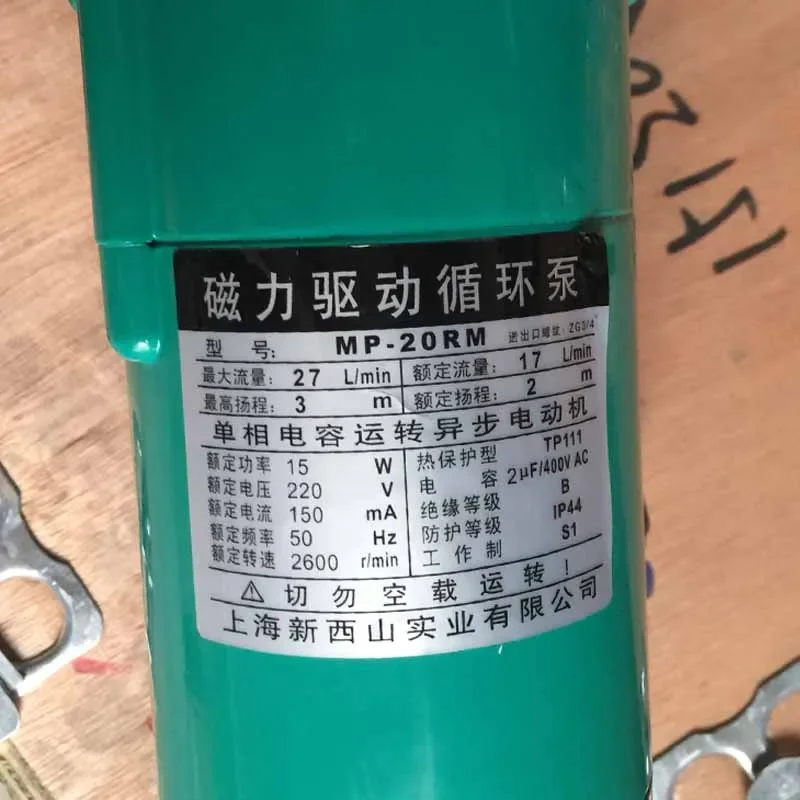 磁力驱动循环泵
型号: MP-20RM 进出口螺纹: ZG3/4"
最大流量: 27 L/min 额定流量: 17 L/min
最高扬程: 3 m 额定扬程: 2 m
单相电容运转异步电动机
额定功率 15 W 热保护型 TP111
额定电压 220 V 电容 2μF/400V AC
额定电流 150 mA 绝缘等级 B
额定频率 50 Hz 防护等级 IP44
额定转速 2600 r/min 工作制 S1
⚠ 切勿空载运转!
上海新西山实业有限公司